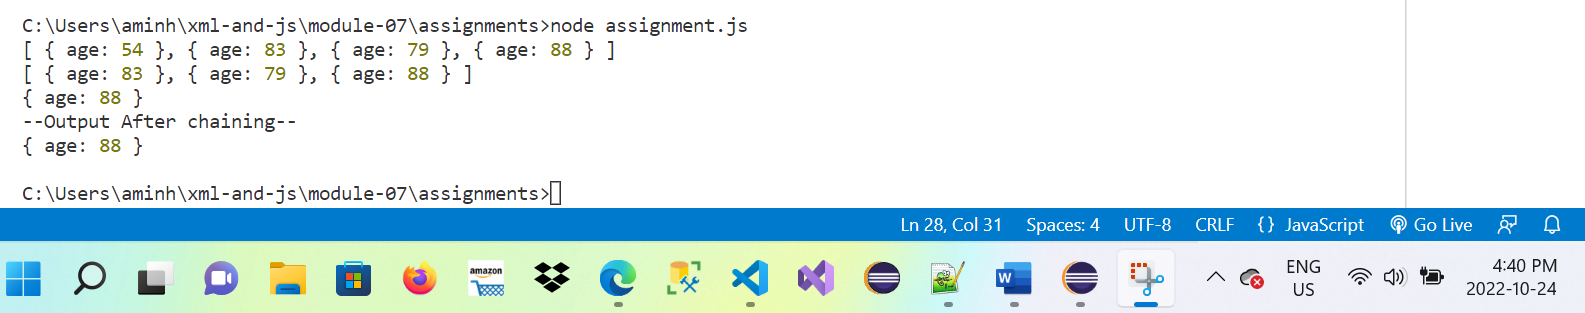 C:\Users\aminh\xml-and-js\module-07\assignments>node assignment.js
[ { age: 54 }, { age: 83 }, { age: 79 }, { age: 88 } ]
[ { age: 83 }, { age: 79 }, { age: 88 } ]
{ age: 88 }
--Output After chaining--
{ age: 88 }
C:\Users\aminh\xml-and-js\module-07\assignments>
Ln 28, Col 31 Spaces: 4 UTF-8 CRLF {} JavaScript Go Live
amazon
W
ENG
US
4:40 PM
2022-10-24